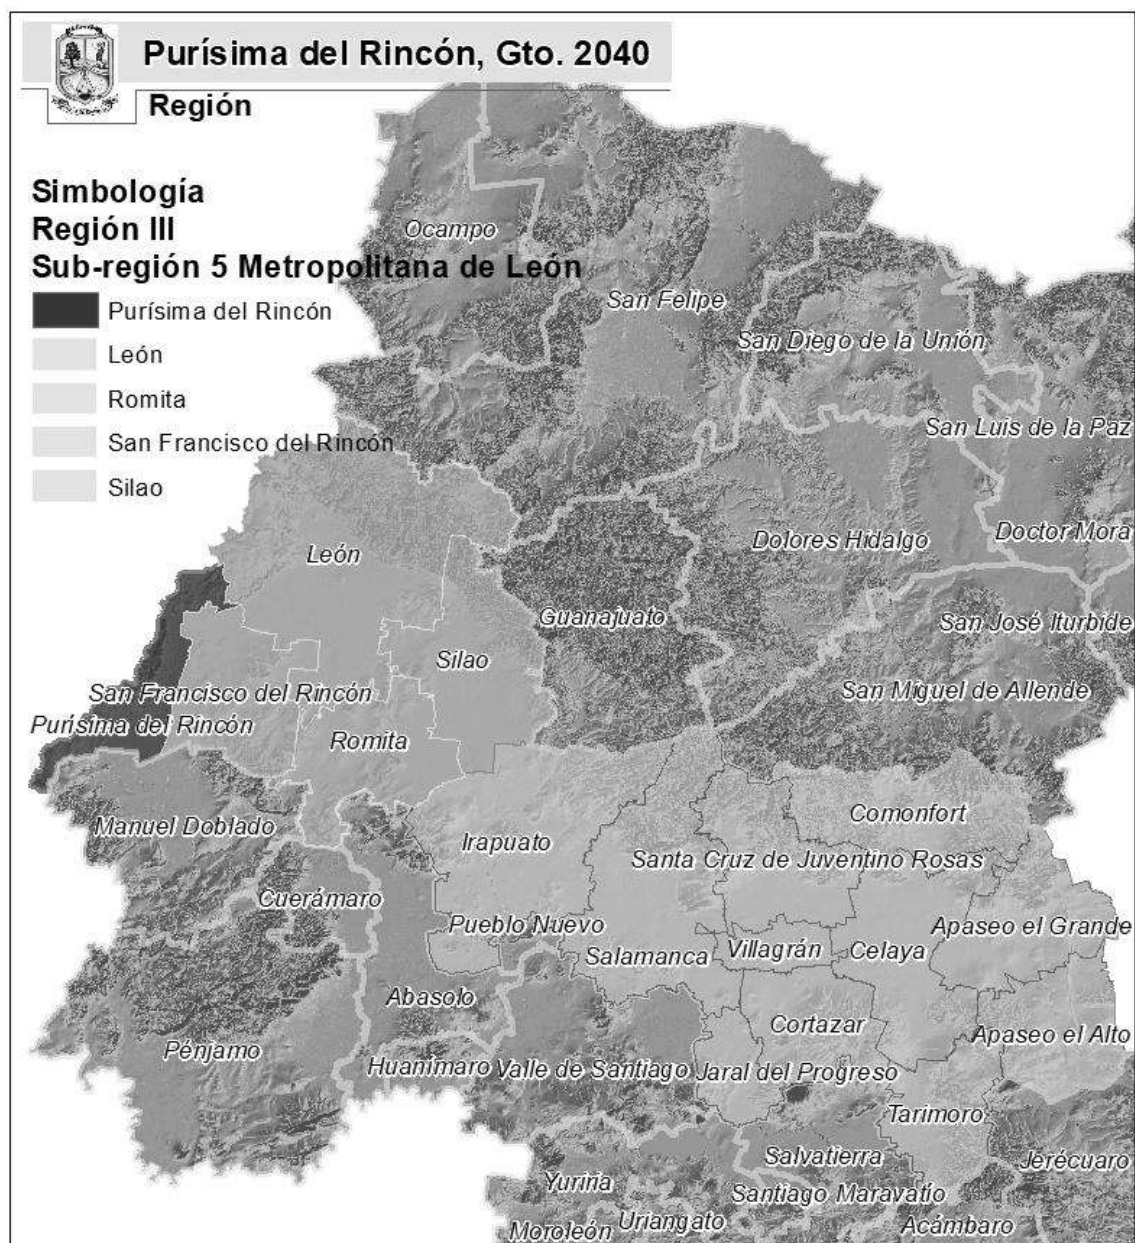 Purísima del Rincón, Gto. 2040
Región
Simbología
Región III
Sub-región 5 Metropolitana de León
Purísima del Rincón
León
Romita
San Francisco del Rincón
Silao
Ocampo
San Felipe
San Diego de la Unión
San Luis de la Paz
León
Dolores Hidalgo
Doctor Mora
Guanajuato
San José Iturbide
Silao
San Francisco del Rincón
San Miguel de Allende
Purísima del Rincón
Romita
Manuel Doblado
Irapuato
Comonfort
Santa Cruz de Juventino Rosas
Cuerámaro
Pueblo Nuevo
Apaseo el Grande
Salamanca
Villagrán
Celaya
Abasolo
Cortazar
Apaseo el Alto
Pénjamo
Huanímaro
Valle de Santiago
Jaral del Progreso
Tarimoro
Salvatierra
Jerécuaro
Yuriria
Santiago Maravatío
Moroleón
Uriangato
Acámbaro